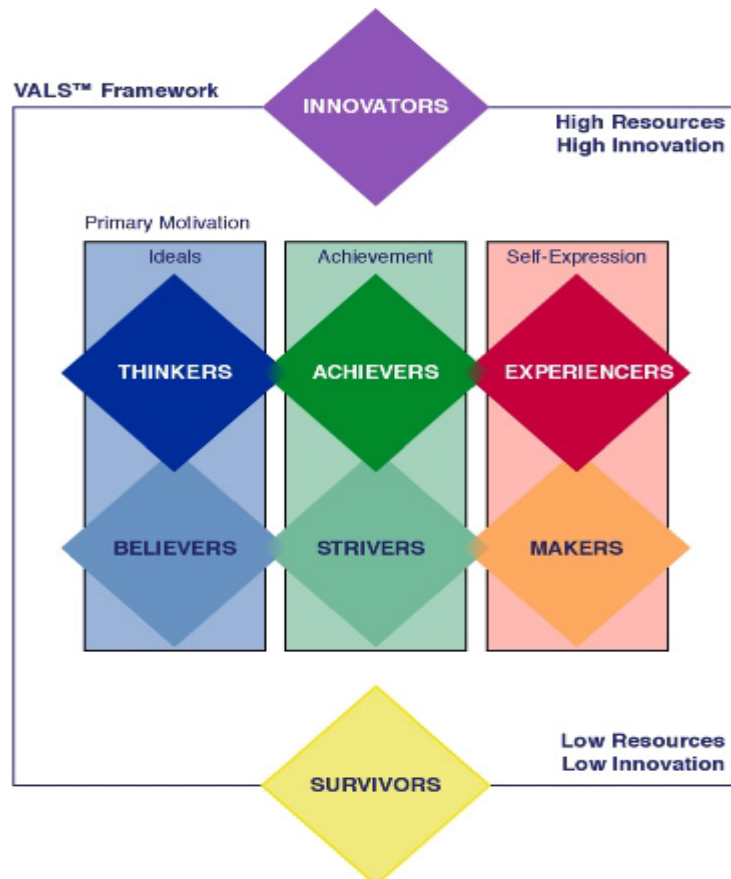 VALS™ Framework
INNOVATORS
High Resources
High Innovation
Primary Motivation
Ideals
Achievement
Self-Expression
THINKERS
ACHIEVERS
EXPERIENCERS
BELIEVERS
STRIVERS
MAKERS
Low Resources
Low Innovation
SURVIVORS